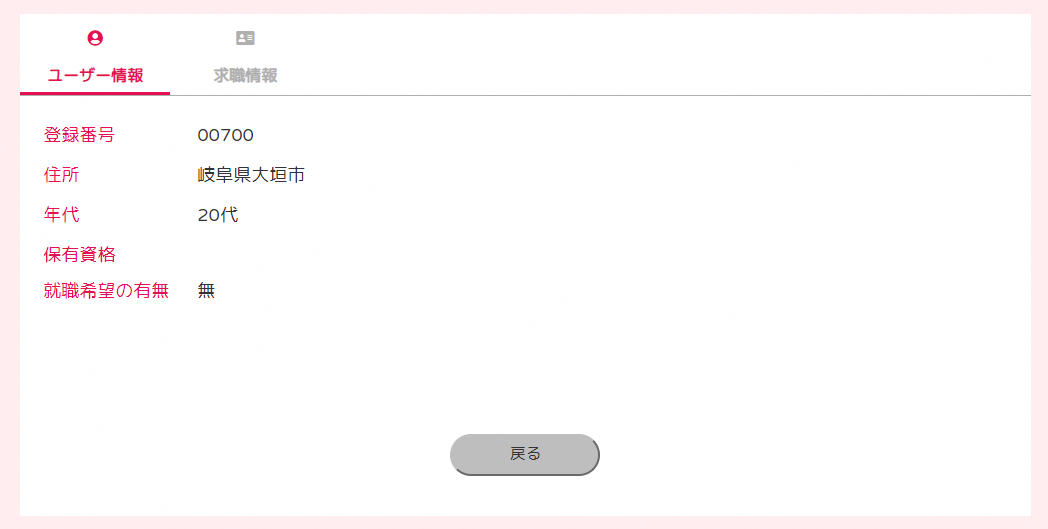 ユーザー情報 求職情報
登録番号 00700
住所 岐阜県大垣市
年代 20代
保有資格
就職希望の有無 無
戻る